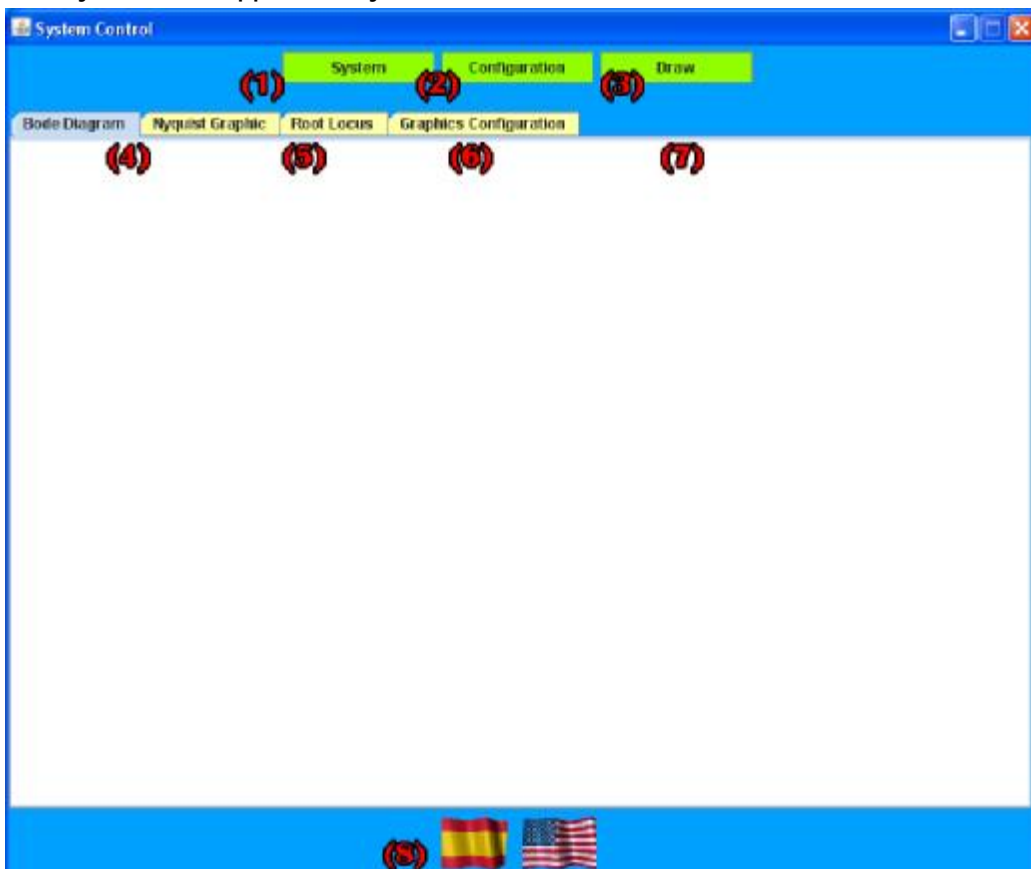 System Control
System Configuration Draw
(1) (2) (3)
Bode Diagram Nyquist Graphic Root Locus Graphics Configuration
(4) (5) (6) (7)
(8)